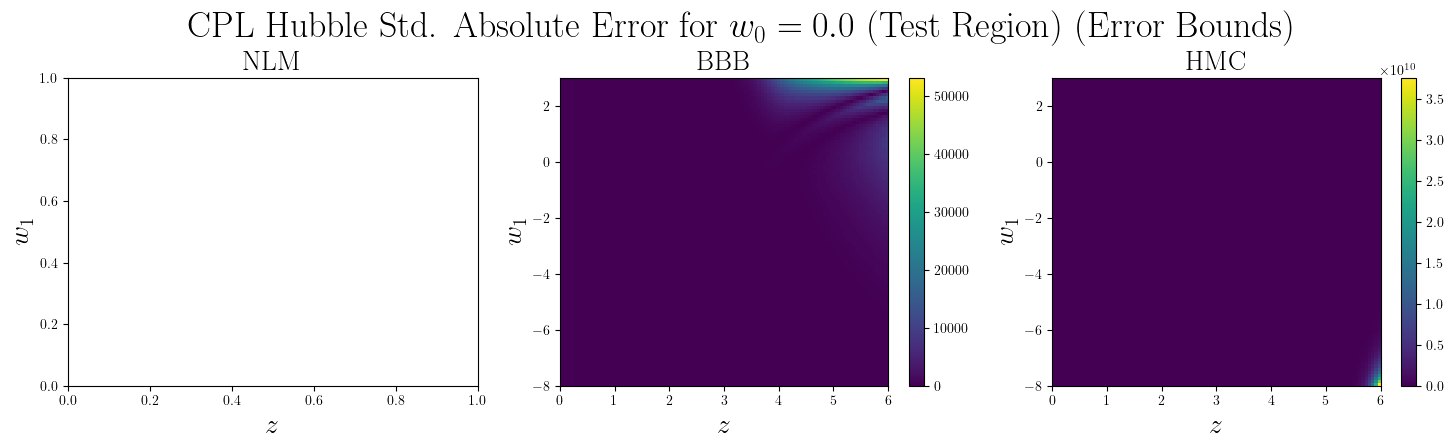 CPL Hubble Std. Absolute Error for w₀ = 0.0 (Test Region) (Error Bounds)
NLM
BBB
HMC
×10¹⁰
1.0
0.8
0.6
0.4
0.2
0.0
w₁
0.0 0.2 0.4 0.6 0.8 1.0
z
2
0
−2
−4
−6
−8
w₁
0 1 2 3 4 5 6
z
50000
40000
30000
20000
10000
0
2
0
−2
−4
−6
−8
w₁
0 1 2 3 4 5 6
z
3.5
3.0
2.5
2.0
1.5
1.0
0.5
0.0